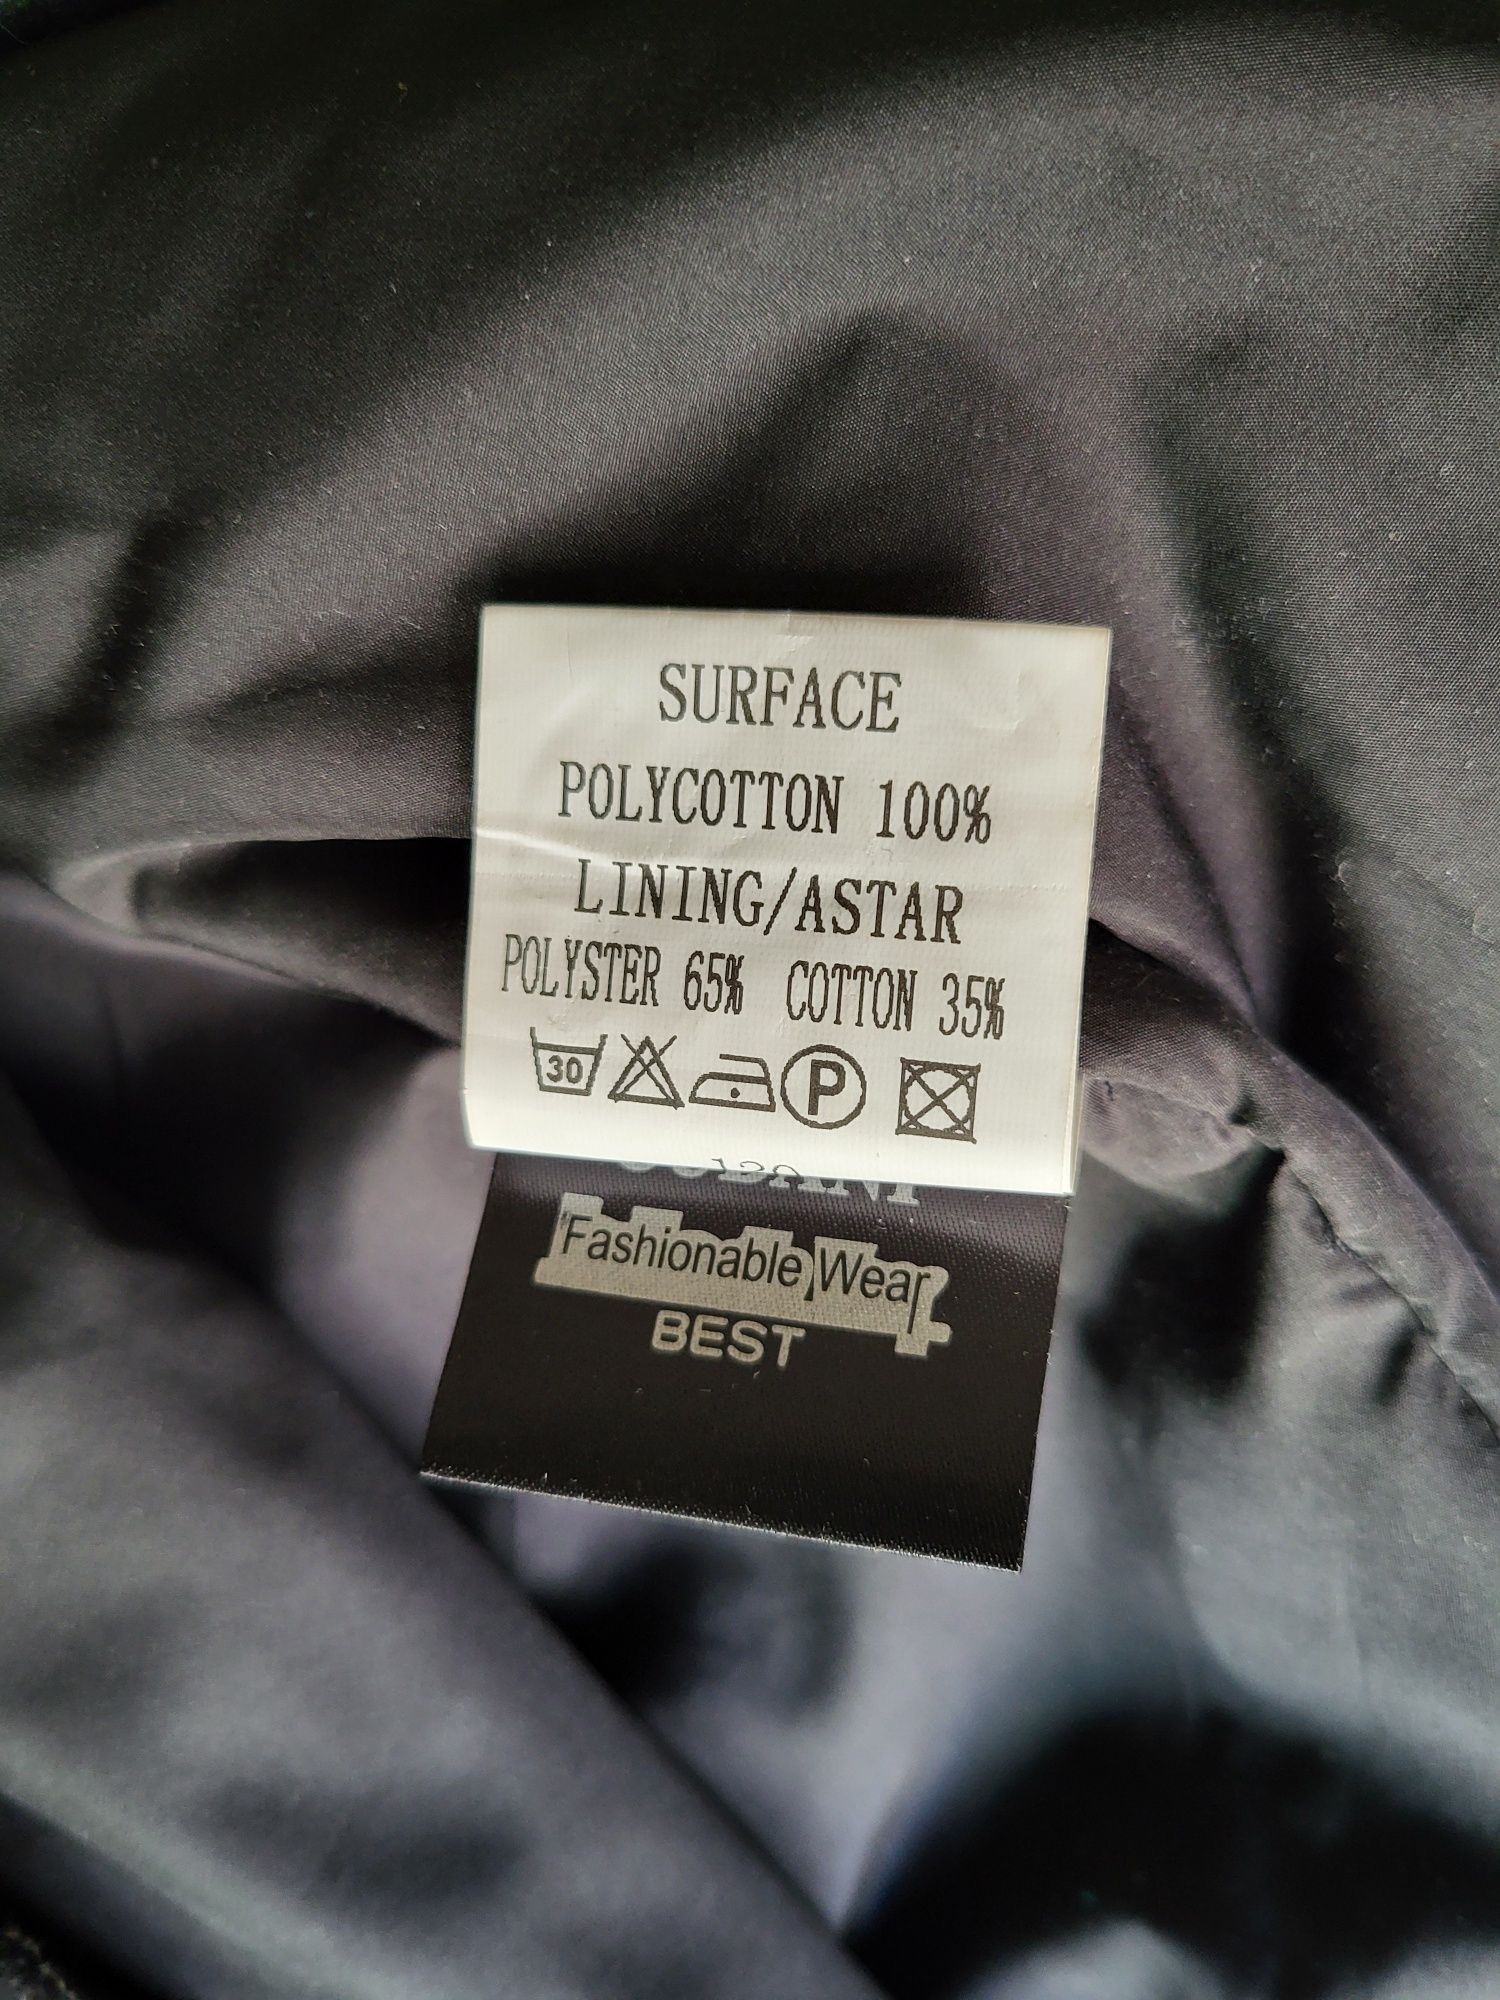 SURFACE
POLYCOTTON 100%
LINING/ASTAR
POLYSTER 65% COTTON 35%
30 P
Fashionable Wear
BEST